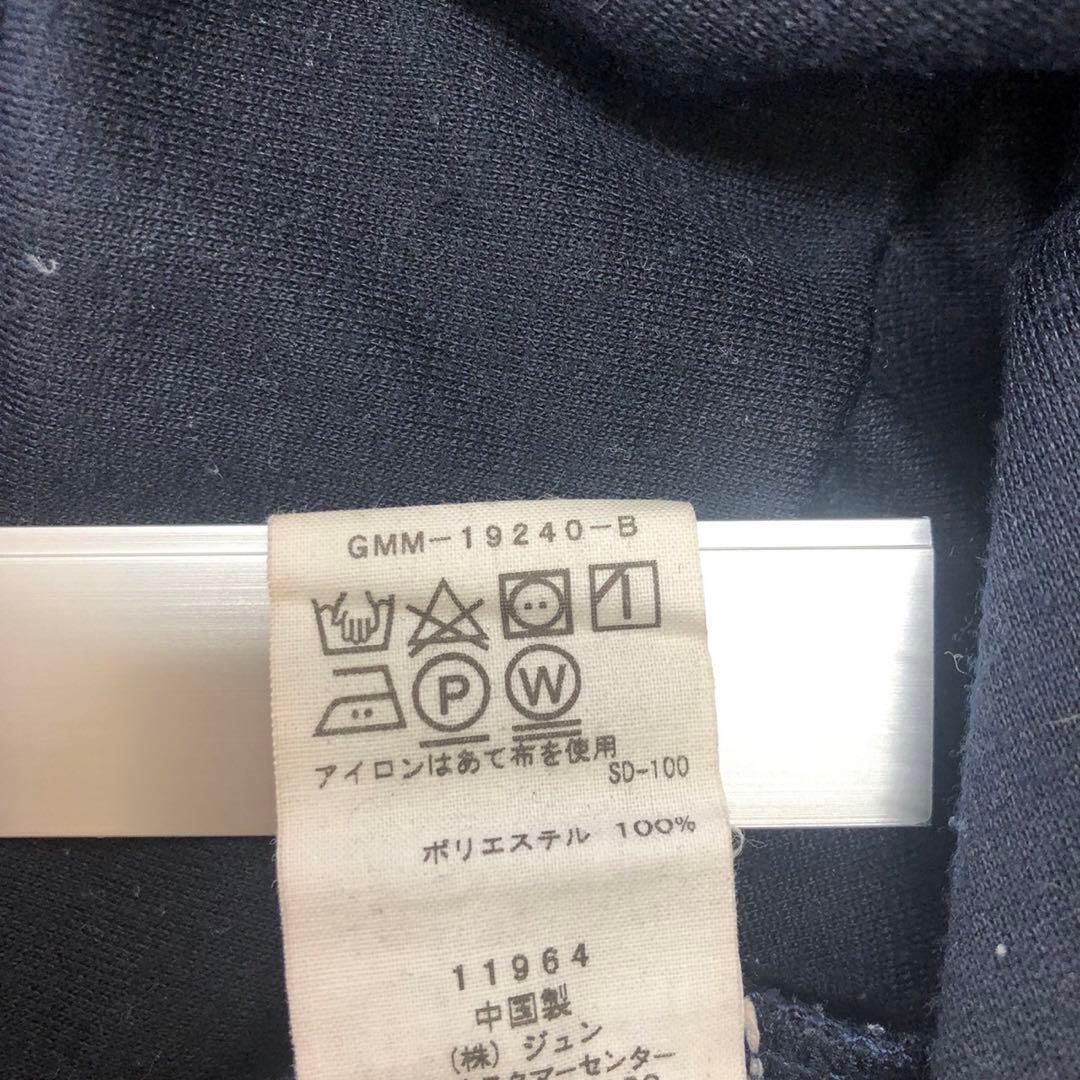 GMM-19240-B
P W
アイロンはあて布を使用
SD-100
ポリエステル 100%
11964
中国製
(株) ジュン